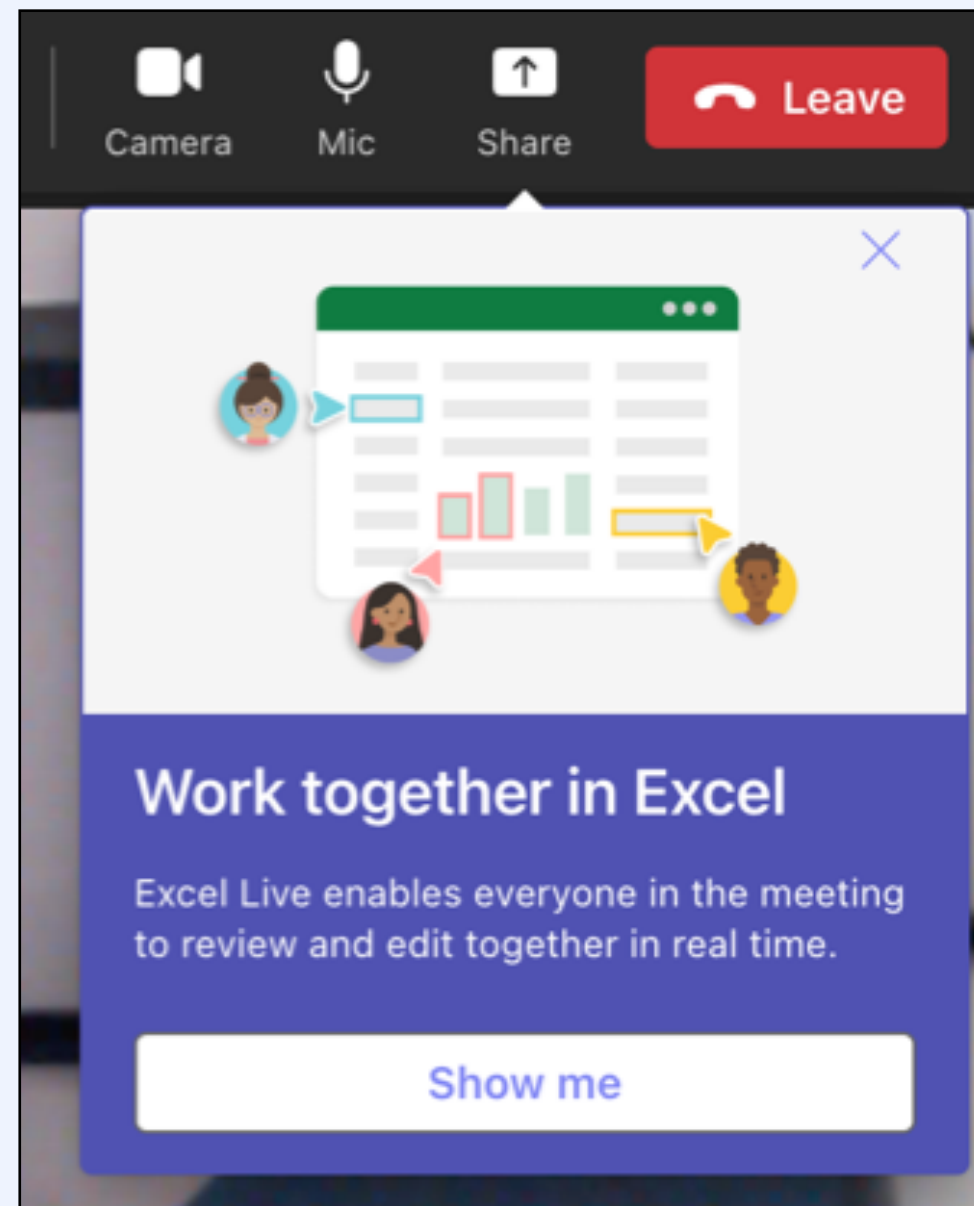 Camera Mic Share Leave
Work together in Excel
Excel Live enables everyone in the meeting
to review and edit together in real time.
Show me